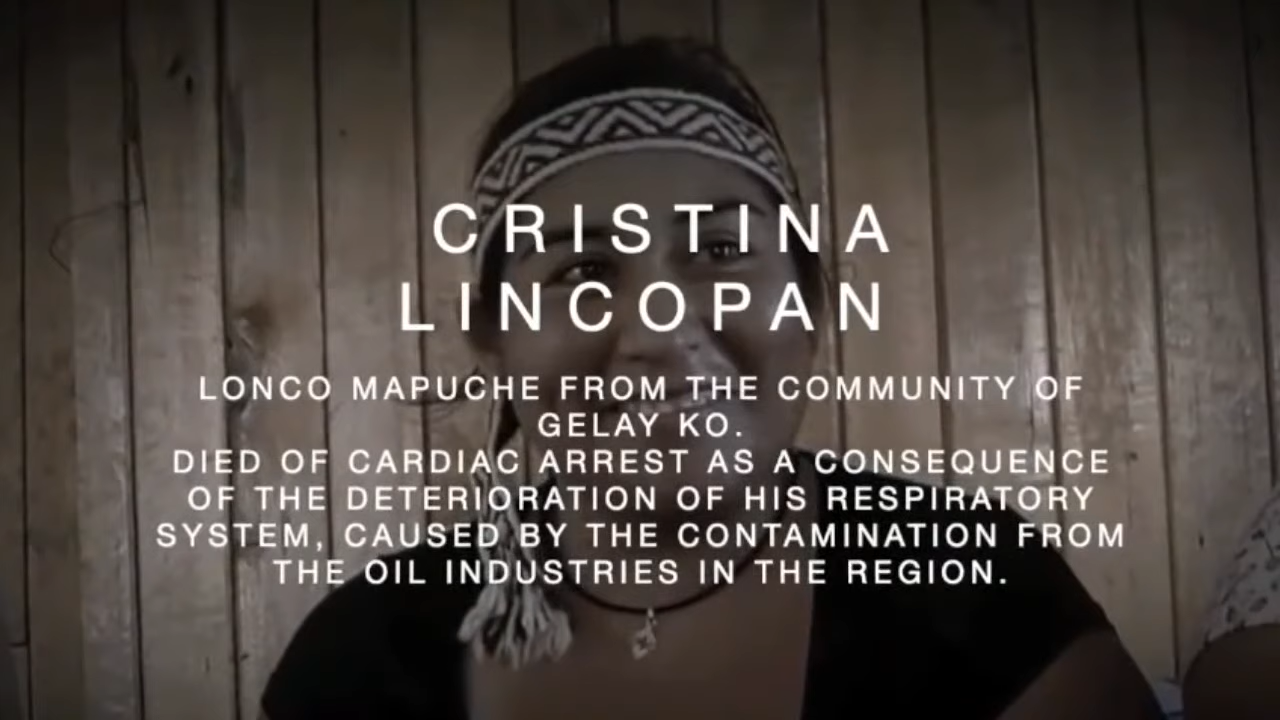 CRISTINA
LINCOPAN
LONCO MAPUCHE FROM THE COMMUNITY OF
GELAY KO.
DIED OF CARDIAC ARREST AS A CONSEQUENCE
OF THE DETERIORATION OF HIS RESPIRATORY
SYSTEM, CAUSED BY THE CONTAMINATION FROM
THE OIL INDUSTRIES IN THE REGION.